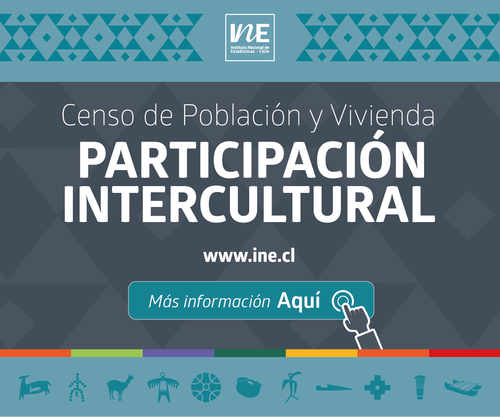 INE
Instituto Nacional de
Estadísticas - Chile
Censo de Población y Vivienda
PARTICIPACIÓN
INTERCULTURAL
www.ine.cl
Más información Aquí